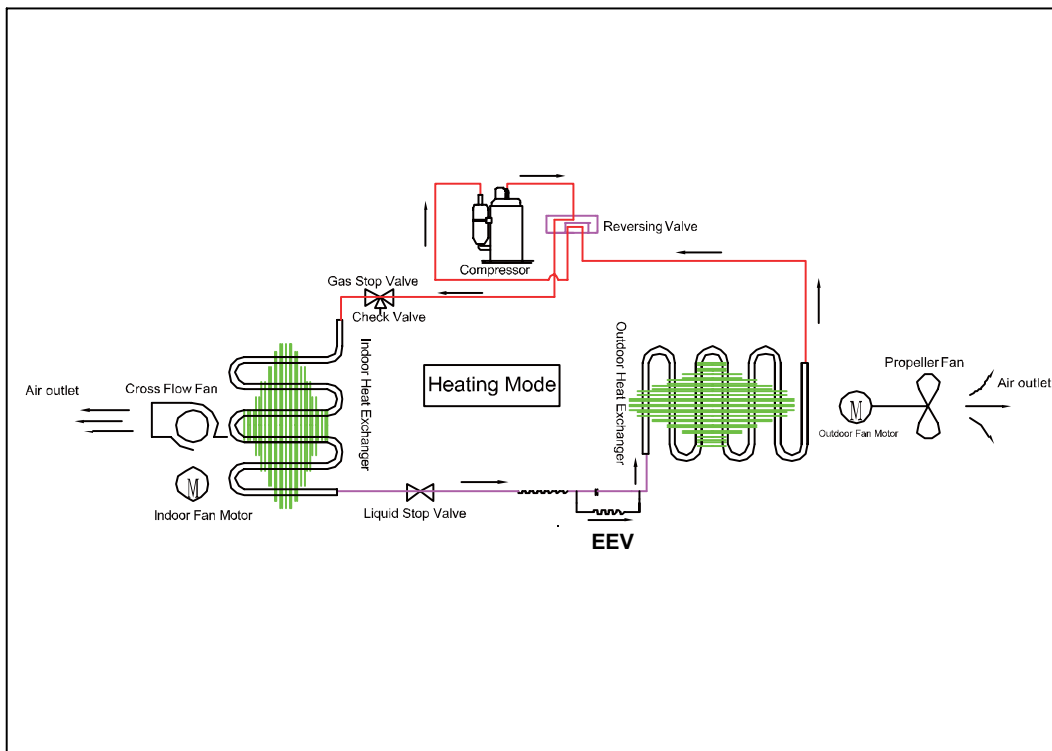 Reversing Valve
Compressor
Gas Stop Valve
Check Valve
Indoor Heat Exchanger
Outdoor Heat Exchanger
Heating Mode
Propeller Fan
Air outlet
Cross Flow Fan
Air outlet
M
Outdoor Fan Motor
M
Indoor Fan Motor
Liquid Stop Valve
EEV